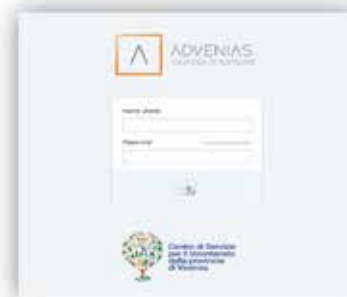 ADVENIAS
Nome utente
Password
Centro di Servizio
per il Volontariato
della provincia
di Vicenza